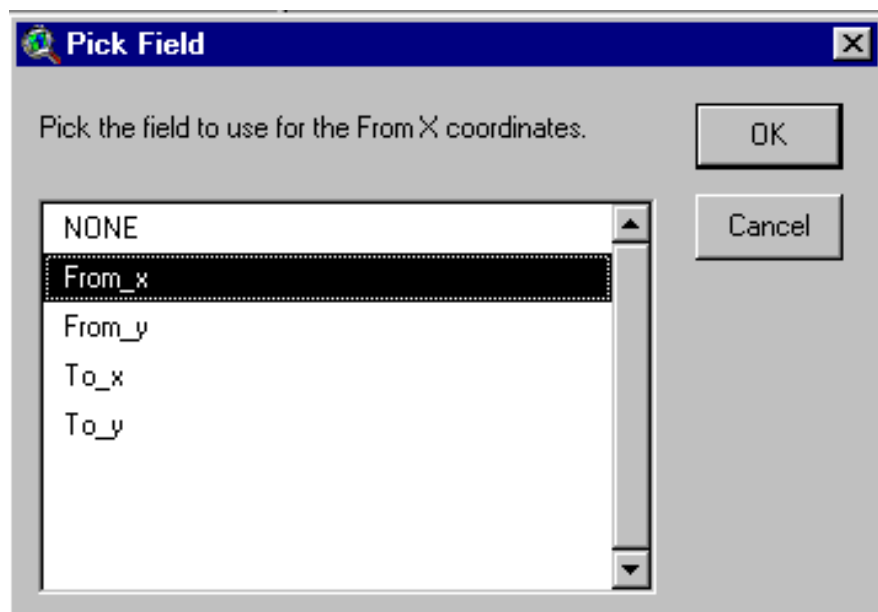 Pick Field
Pick the field to use for the From X coordinates.
OK
Cancel
NONE
From_x
From_y
To_x
To_y